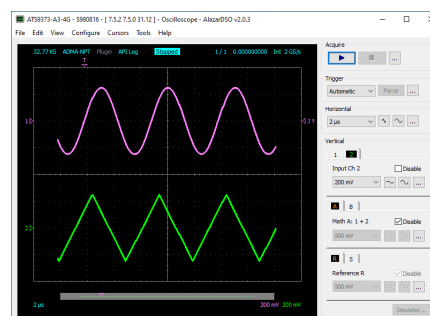 ATS9373-A3-4G - S980816 - [ 7.5.2 7.5.0 31.12 ] - Oscilloscope - AlazarDSO v2.0.3
File Edit View Configure Cursors Tools Help
32.77 KS ADMA-NPT Plugin API Log Stopped 1 / 1 0.000000000 Int 2 GS/s
T
1
2
2 µs 200 mV 200 mV
Acquire
...
Trigger
Automatic Force ...
Horizontal
2 µs ...
Vertical
1 2
Input Ch 2 Disable
200 mV ...
A B
Math A: 1 + 2 Disable
500 mV ...
R S
Reference R Disable
500 mV ...
Simulator ...